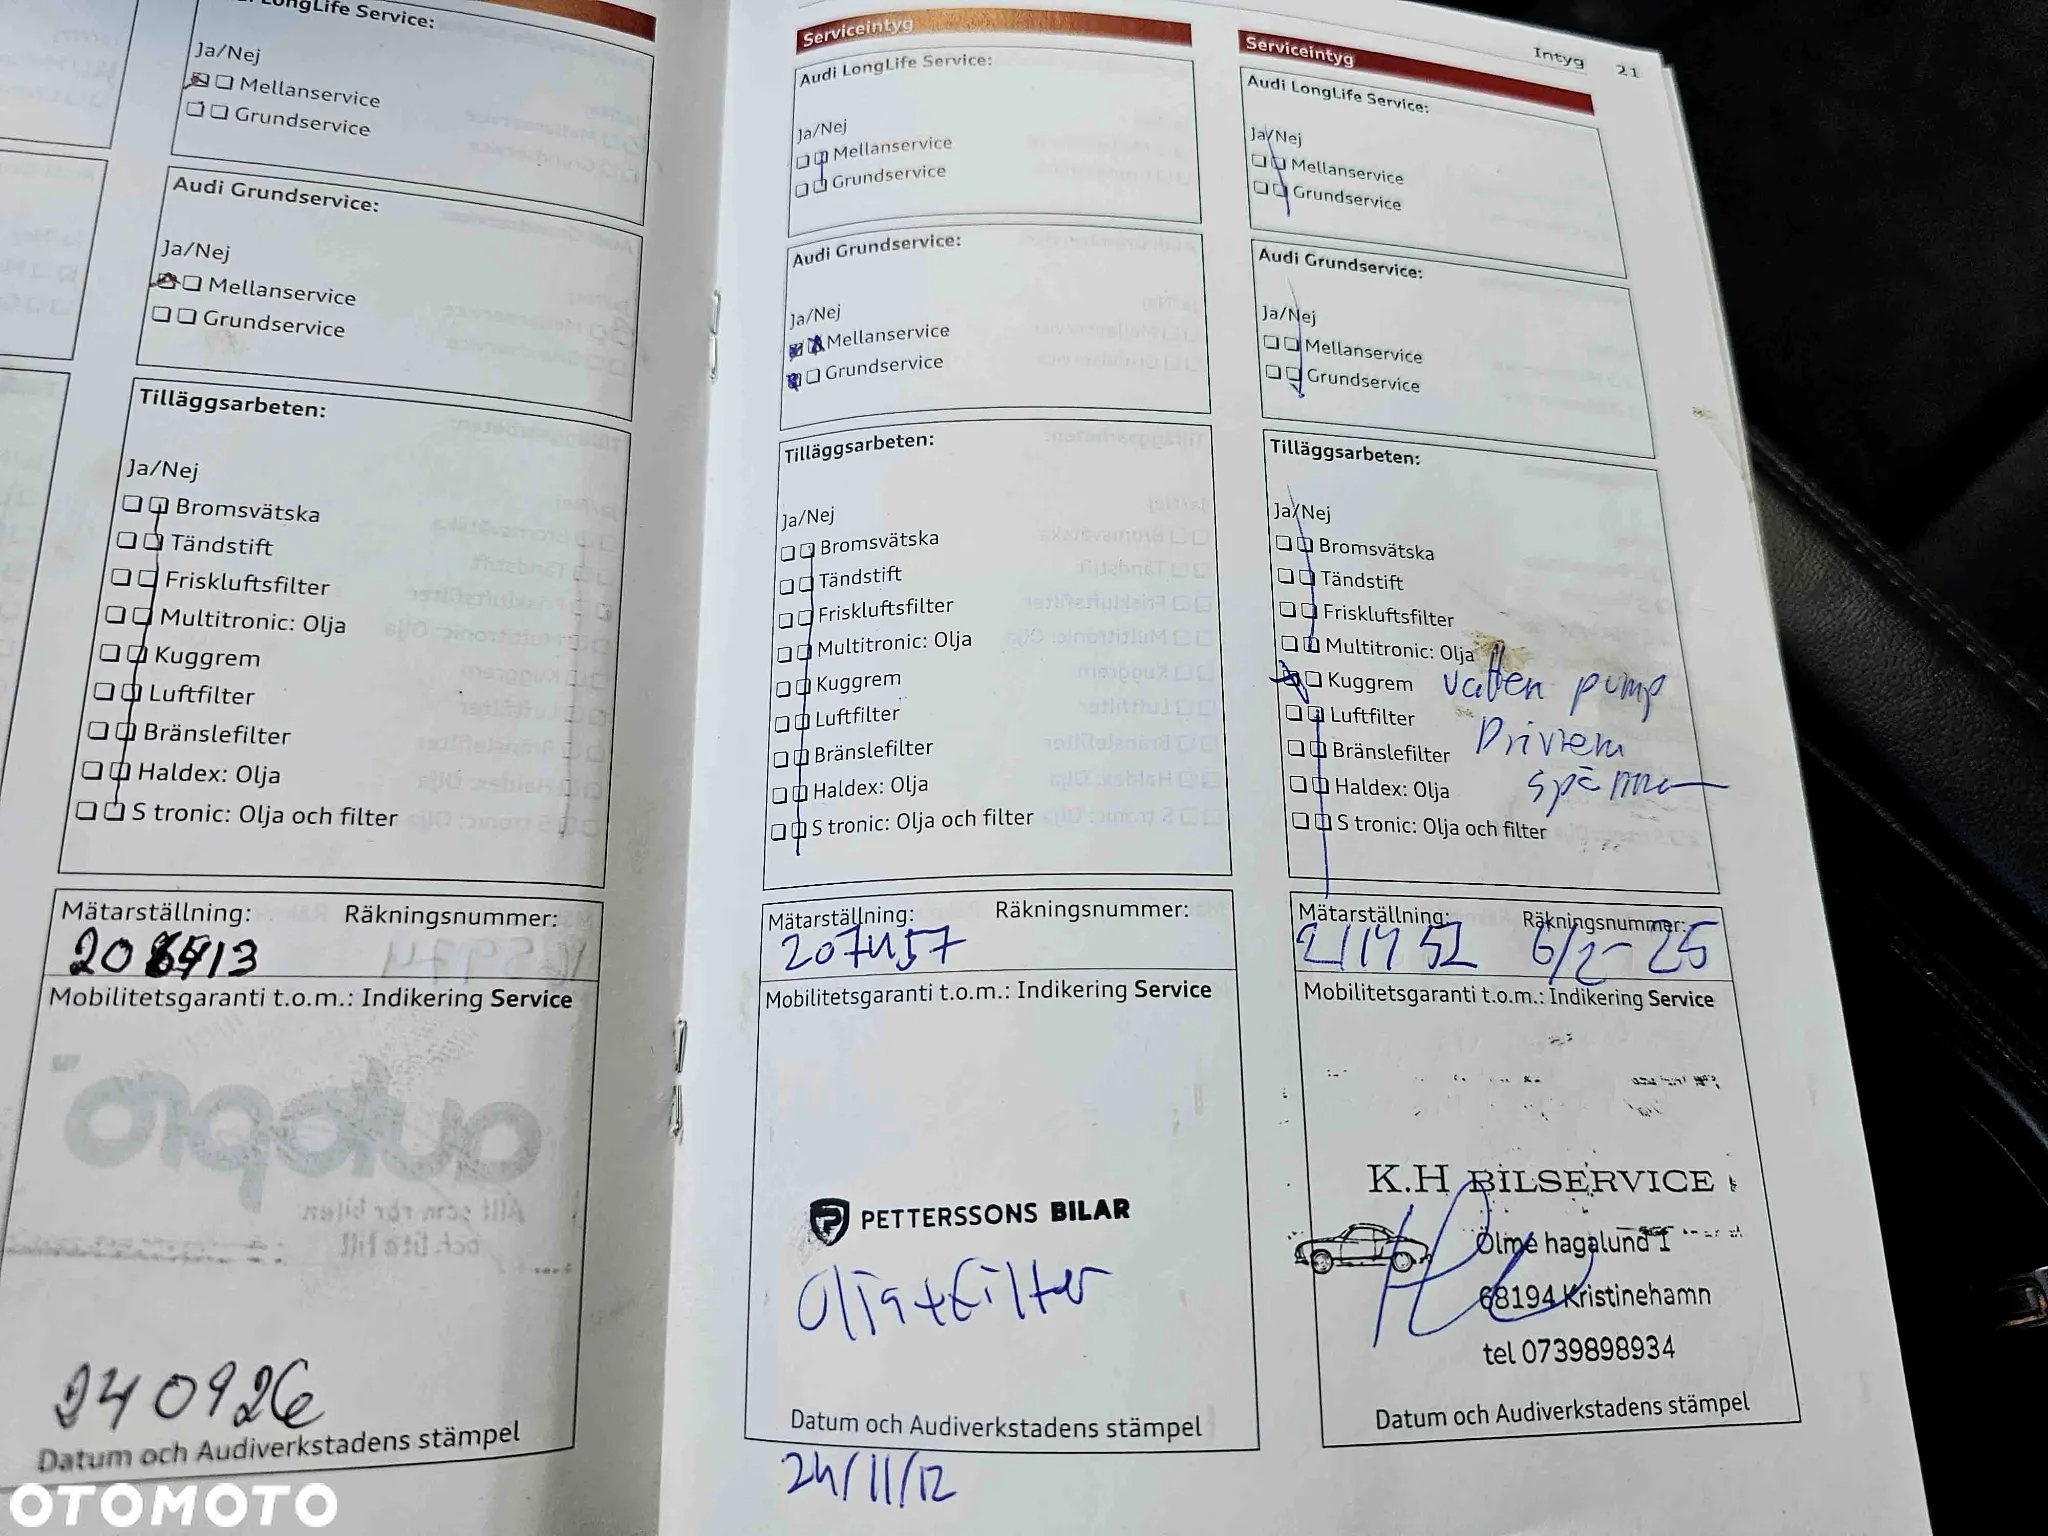 Audi LongLife Service:
Ja/Nej
Mellanservice
Grundservice
Audi Grundservice:
Ja/Nej
Mellanservice
Grundservice
Tilläggsarbeten:
Ja/Nej
Bromsvätska
Tändstift
Friskluftsfilter
Multitronic: Olja
Kuggrem
Luftfilter
Bränslefilter
Haldex: Olja
S tronic: Olja och filter
Mätarställning: Räkningsnummer:
Mobilitetsgaranti t.o.m.: Indikering Service
240926
Datum och Audiverkstadens stämpel
Serviceintyg
Audi LongLife Service:
Ja/Nej
Mellanservice
Grundservice
Audi Grundservice:
Ja/Nej
Mellanservice
Grundservice
Tilläggsarbeten:
Ja/Nej
Bromsvätska
Tändstift
Friskluftsfilter
Multitronic: Olja
Kuggrem
Luftfilter
Bränslefilter
Haldex: Olja
S tronic: Olja och filter
Mätarställning: Räkningsnummer:
207457
Mobilitetsgaranti t.o.m.: Indikering Service
PETTERSSONS BILAR
Olja+filter
Datum och Audiverkstadens stämpel
24/11/12
Intyg 21
Serviceintyg
Audi LongLife Service:
Ja/Nej
Mellanservice
Grundservice
Audi Grundservice:
Ja/Nej
Mellanservice
Grundservice
Tilläggsarbeten:
Ja/Nej
Bromsvätska
Tändstift
Friskluftsfilter
Multitronic: Olja
Kuggrem vatten pump
Luftfilter
Bränslefilter Drivrem
Haldex: Olja
S tronic: Olja och filter
Mätarställning: Räkningsnummer:
211452 6/2-25
Mobilitetsgaranti t.o.m.: Indikering Service
K.H BILSERVICE
Ölme hagalund 1
68194 Kristinehamn
tel 0739898934
Datum och Audiverkstadens stämpel
OTOMOTO